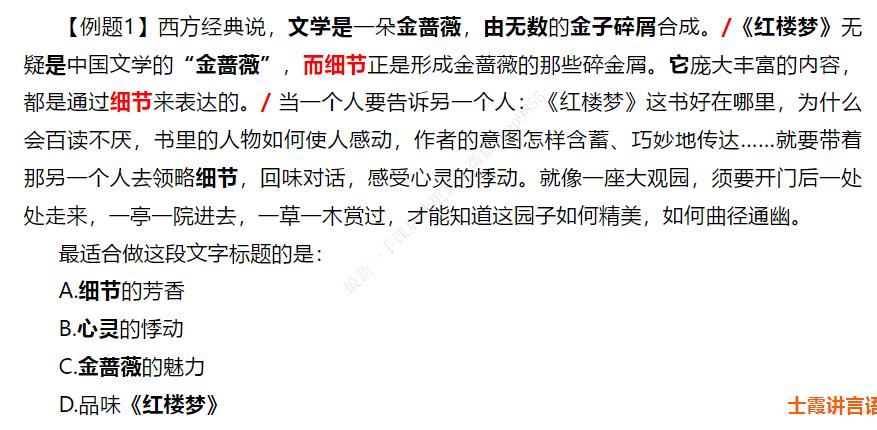 【例题1】西方经典说，文学是一朵金蔷薇，由无数的金子碎屑合成。/《红楼梦》无
疑是中国文学的“金蔷薇”，而细节正是形成金蔷薇的那些碎金屑。它庞大丰富的内容，
都是通过细节来表达的。/ 当一个人要告诉另一个人：《红楼梦》这书好在哪里，为什么
会百读不厌，书里的人物如何使人感动，作者的意图怎样含蓄、巧妙地传达……就要带着
那另一个人去领略细节，回味对话，感受心灵的悸动。就像一座大观园，须要开门后一处
处走来，一亭一院进去，一草一木赏过，才能知道这园子如何精美，如何曲径通幽。
最适合做这段文字标题的是：
A.细节的芳香
B.心灵的悸动
C.金蔷薇的魅力
D.品味《红楼梦》
士霞讲言语
最新一手课